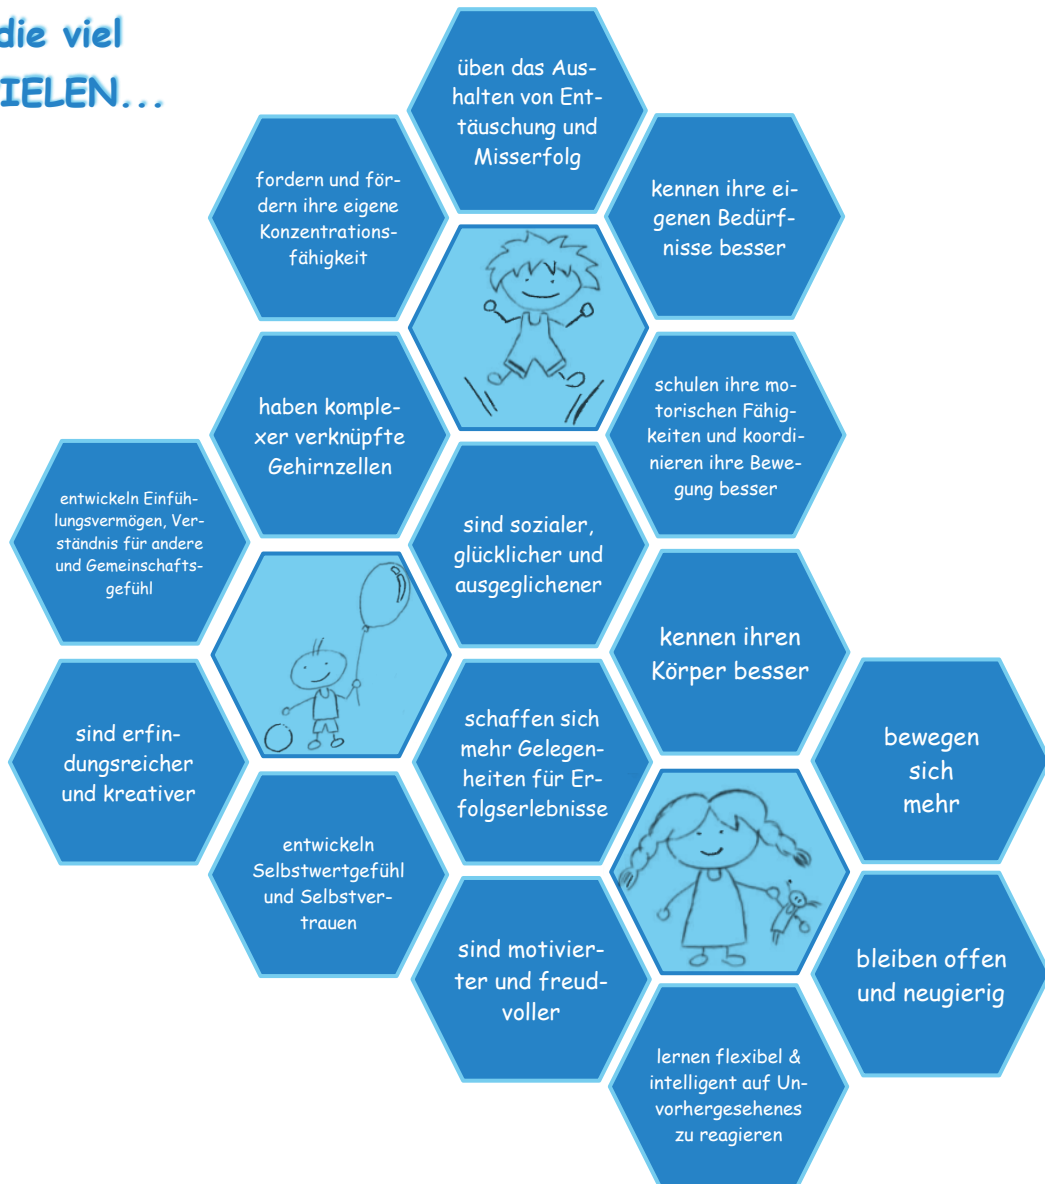 die viel
IELEN...
üben das Aus-
halten von Ent-
täuschung und
Misserfolg
fordern und för-
dern ihre eigene
Konzentrations-
fähigkeit
kennen ihre ei-
genen Bedürf-
nisse besser
haben komple-
xer verknüpfte
Gehirnzellen
schulen ihre mo-
torischen Fähig-
keiten und koordi-
nieren ihre Bewe-
gung besser
entwickeln Einfüh-
lungsvermögen, Ver-
ständnis für andere
und Gemeinschafts-
gefühl
sind sozialer,
glücklicher und
ausgeglichener
kennen ihren
Körper besser
sind erfin-
dungsreicher
und kreativer
schaffen sich
mehr Gelegen-
heiten für Er-
folgserlebnisse
bewegen
sich
mehr
entwickeln
Selbstwertgefühl
und Selbstver-
trauen
sind motivier-
ter und freud-
voller
bleiben offen
und neugierig
lernen flexibel &
intelligent auf Un-
vorhergesehenes
zu reagieren